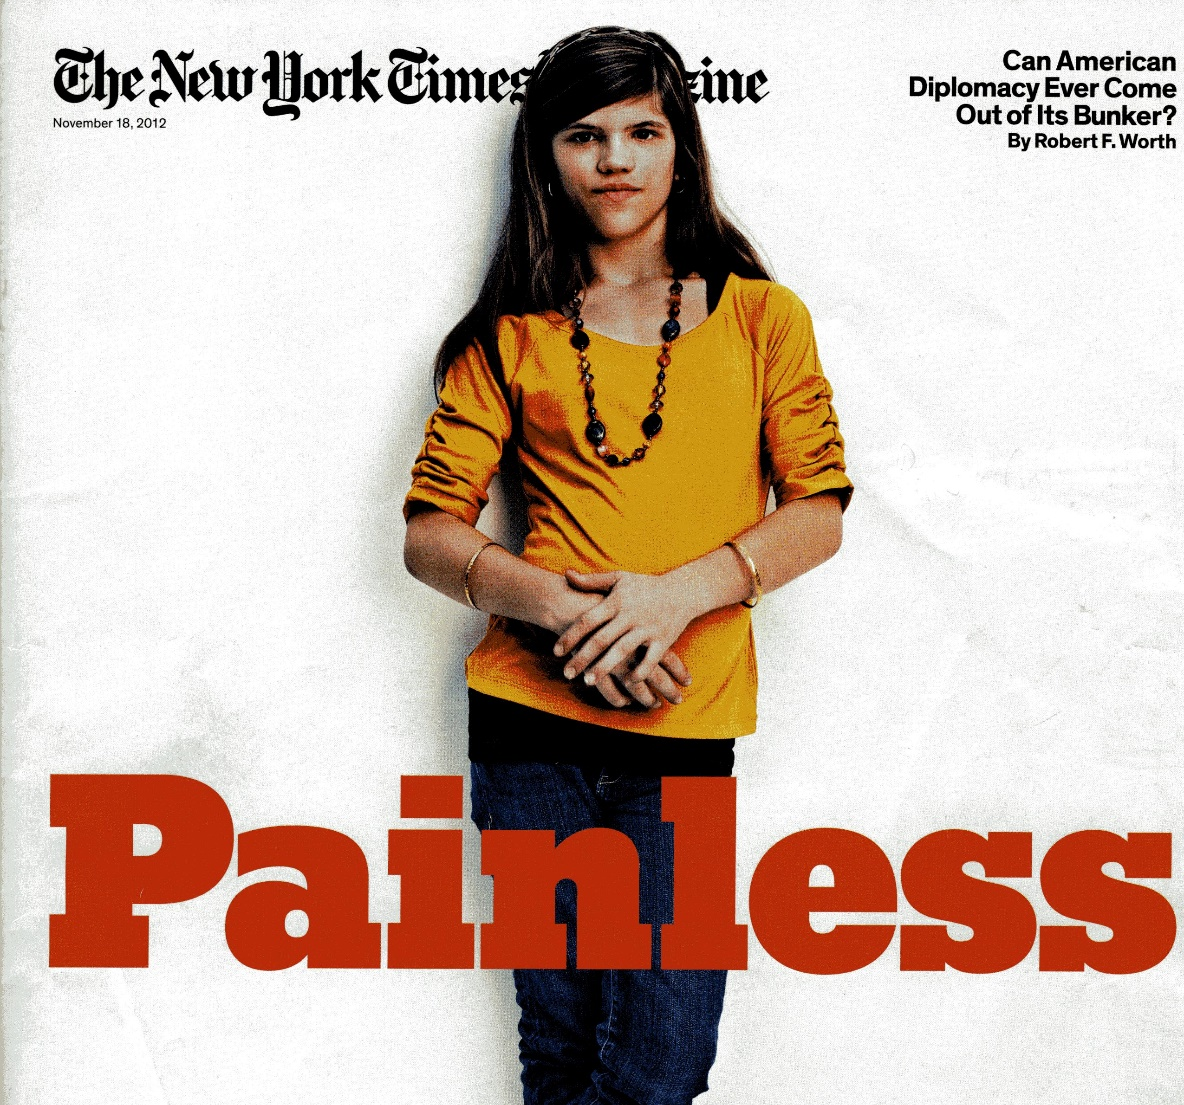 The New York Times Magazine
November 18, 2012
Can American
Diplomacy Ever Come
Out of Its Bunker?
By Robert F. Worth
Painless